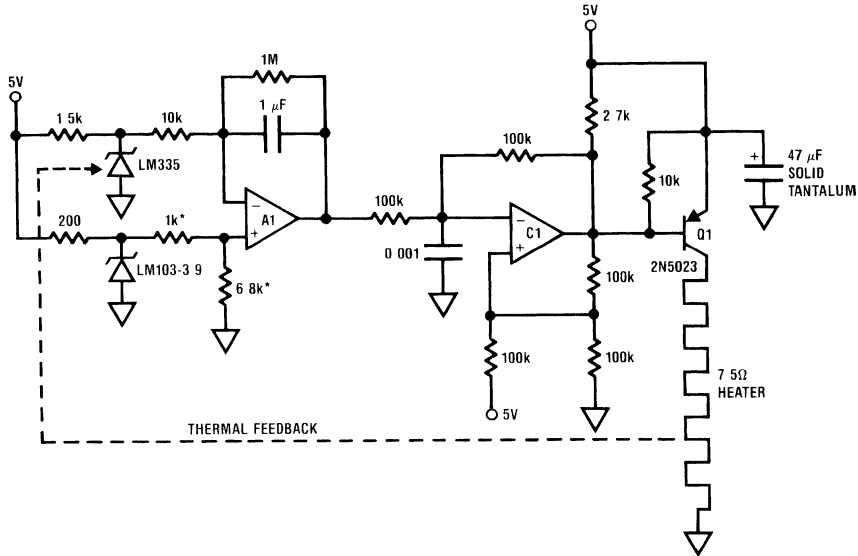 5V
1 5k
10k
1M
1 μF
LM335
200
1k*
LM103-3 9
6 8k*
A1
100k
0 001
100k
C1
100k
5V
5V
2 7k
100k
100k
10k
Q1
2N5023
+
47 μF
SOLID
TANTALUM
7 5Ω
HEATER
THERMAL FEEDBACK